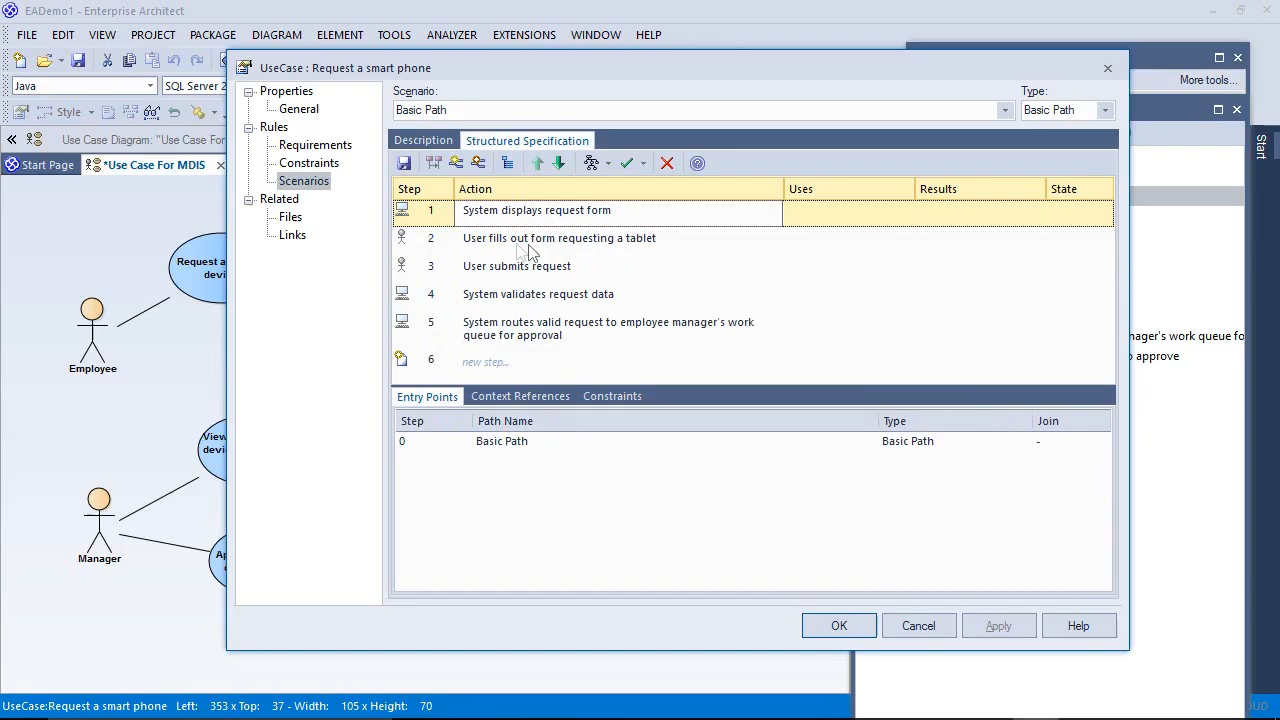 EADemo1 - Enterprise Architect
FILE EDIT VIEW PROJECT PACKAGE DIAGRAM ELEMENT TOOLS ANALYZER EXTENSIONS WINDOW HELP
UseCase : Request a smart phone
Properties
General
Rules
Requirements
Constraints
Scenarios
Related
Files
Links
Scenario:
Type:
Basic Path
Basic Path
Description Structured Specification
Step Action Uses Results State
1 System displays request form
2 User fills out form requesting a tablet
3 User submits request
4 System validates request data
5 System routes valid request to employee manager's work
queue for approval
6 new step...
Entry Points Context References Constraints
Step Path Name Type Join
0 Basic Path Basic Path -
OK Cancel Apply Help
More tools...
Java
SQL Server 2
Style
Use Case Diagram: "Use Case For
Start Page *Use Case For MDIS
Start
Request a
devi
Employee
View
devi
Manager
Ap
nager's work queue fo
approve
UseCase:Request a smart phone Left: 353 x Top: 37 - Width: 105 x Height: 70